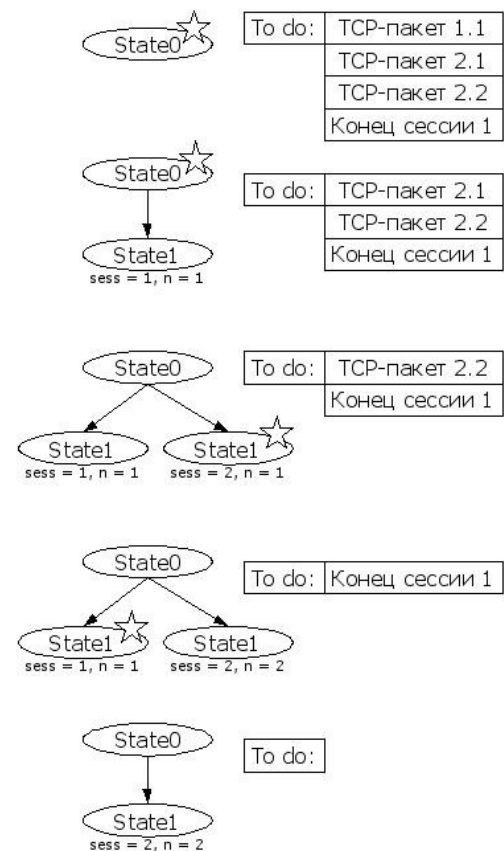 State0
To do:
TCP-пакет 1.1
TCP-пакет 2.1
TCP-пакет 2.2
Конец сессии 1
State0
State1
sess = 1, n = 1
To do:
TCP-пакет 2.1
TCP-пакет 2.2
Конец сессии 1
State0
State1
sess = 1, n = 1
State1
sess = 2, n = 1
To do:
TCP-пакет 2.2
Конец сессии 1
State0
State1
sess = 1, n = 1
State1
sess = 2, n = 2
To do:
Конец сессии 1
State0
State1
sess = 2, n = 2
To do: